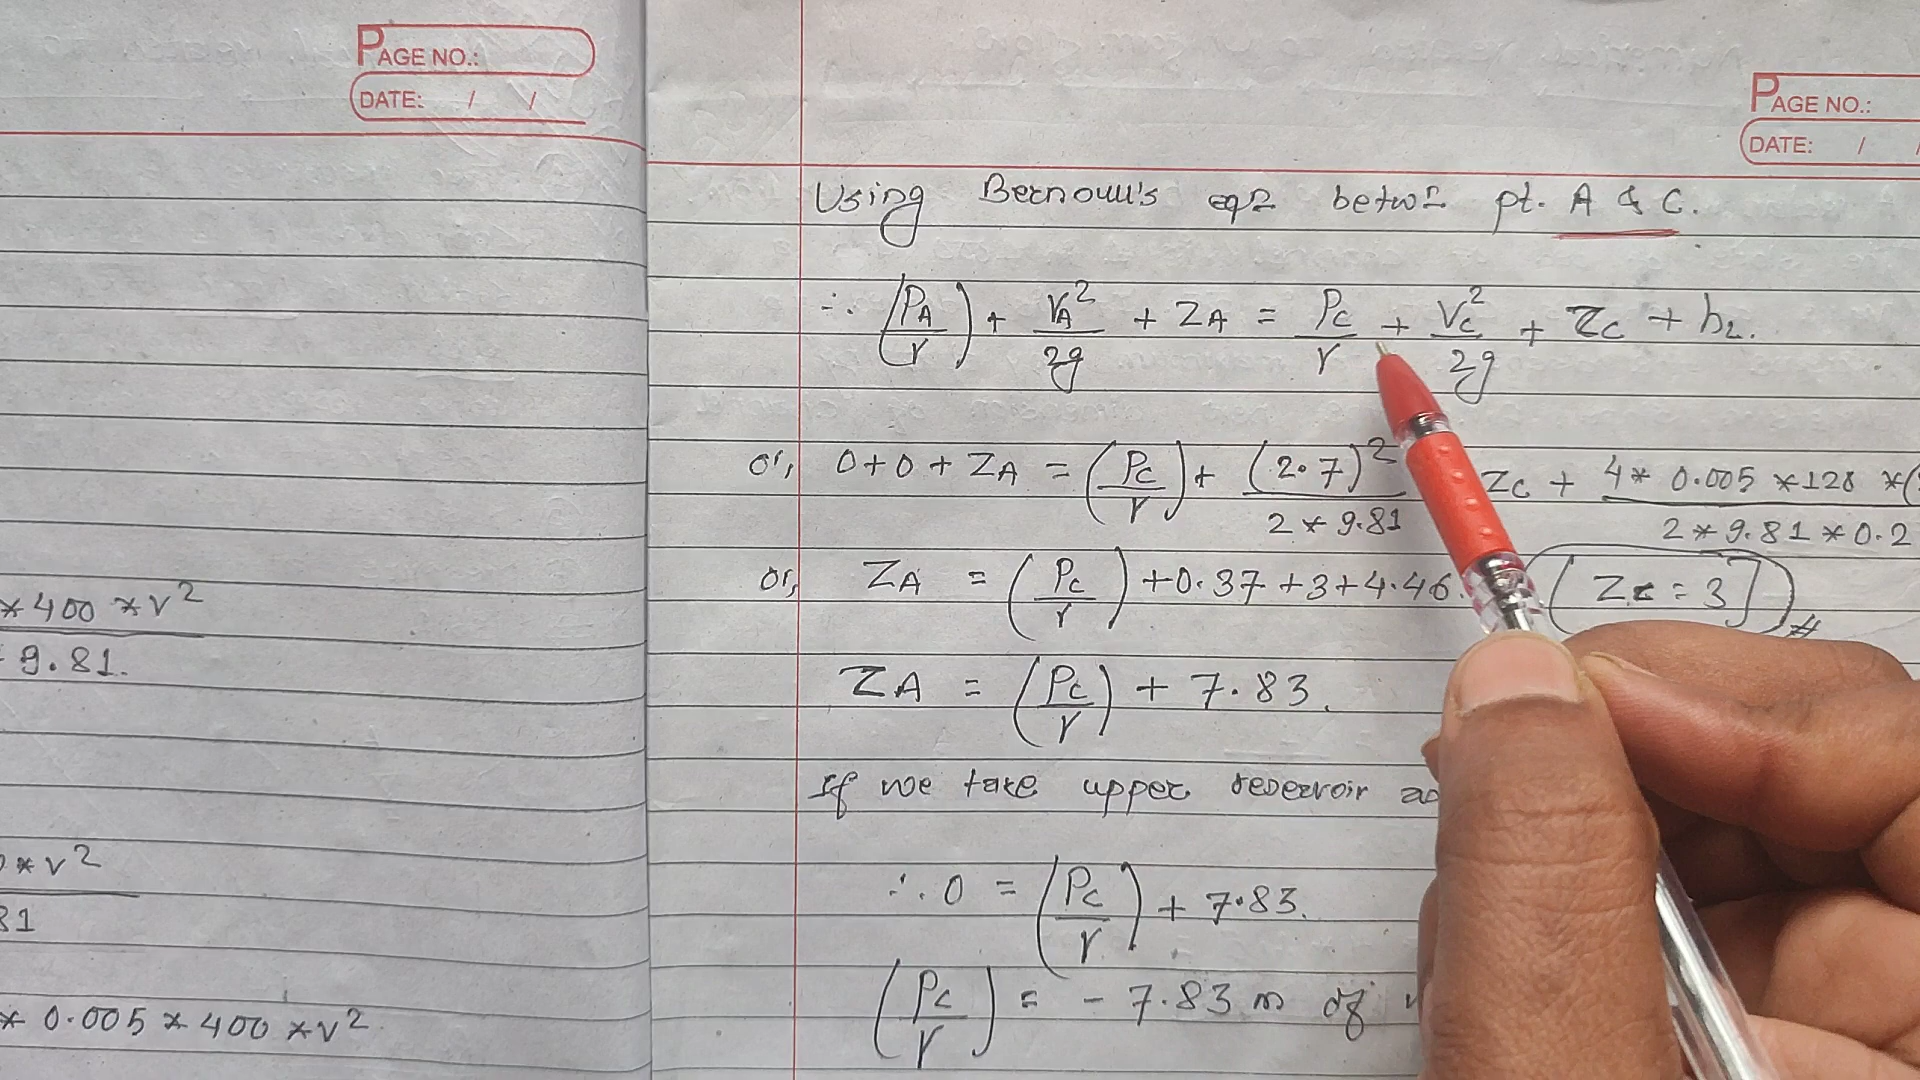 PAGE NO.:
DATE: / /
* 400 * v²
9.81.
* v²
81
* 0.005 * 400 * v²
PAGE NO.:
DATE: /
Using Bernoulli's eqn betwn pt. A & C.
∴ (PA/r) + VA²/2g + ZA = PC/r + VC²/2g + ZC + hL.
or, 0+0+ ZA = (PC/r) + (2.7)²/2*9.81 ZC + 4* 0.005 *128 *(/2*9.81*0.2
or, ZA = (PC/r) +0.37 +3+4.46. [ZC = 3]
ZA = (PC/r) + 7.83.
If we take upper reservoir as
∴ 0 = (PC/r) + 7.83.
(PC/r) = - 7.83 m of